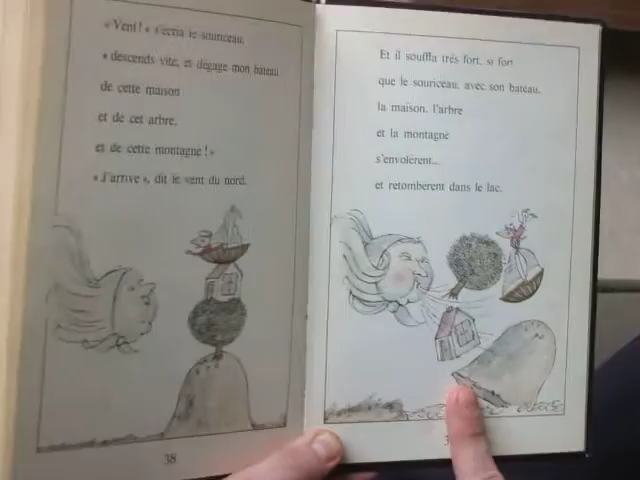 « Vent ! » s'écria le souriceau,
« descends vite, et dégage mon bateau
de cette maison
et de cet arbre,
et de cette montagne ! »
« J'arrive », dit le vent du nord.
38
Et il souffla très fort, si fort
que le souriceau, avec son bateau,
la maison, l'arbre
et la montagne
s'envolèrent...
et retombèrent dans le lac.